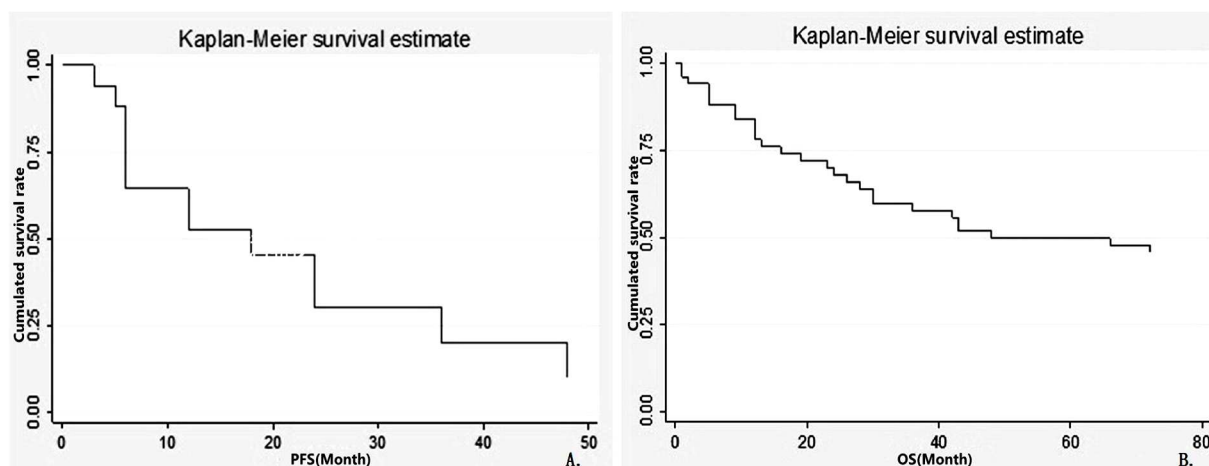 Kaplan-Meier survival estimate
Cumulated survival rate
1.00
0.75
0.50
0.25
0.00
0 10 20 30 40 50
PFS(Month)
A.
Kaplan-Meier survival estimate
Cumulated survival rate
1.00
0.75
0.50
0.25
0.00
0 20 40 60 80
OS(Month)
B.